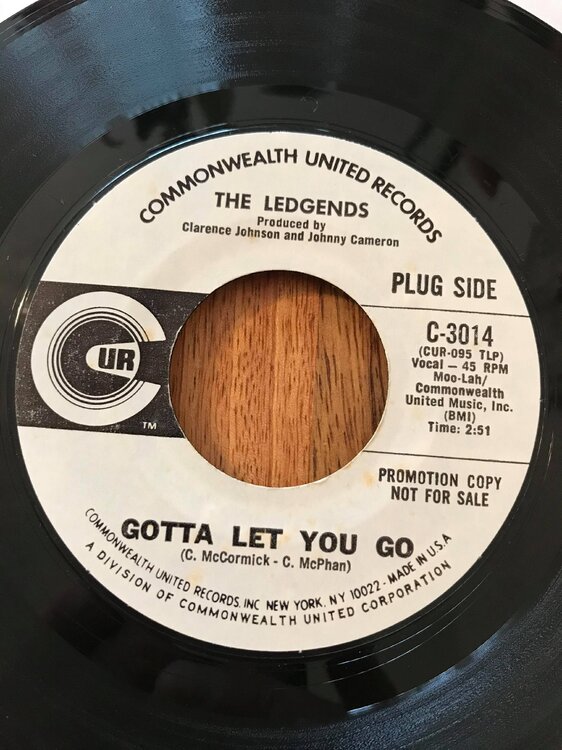 COMMONWEALTH UNITED RECORDS
THE LEDGENDS
Produced by
Clarence Johnson and Johnny Cameron
PLUG SIDE
CUR
TM
C-3014
(CUR-095 TLP)
Vocal — 45 RPM
Moo-Lah/
Commonwealth
United Music, Inc.
(BMI)
Time: 2:51
PROMOTION COPY
NOT FOR SALE
GOTTA LET YOU GO
(C. McCormick - C. McPhan)
COMMONWEALTH UNITED RECORDS, INC NEW YORK, NY 10022 - MADE IN U.S.A
A DIVISION OF COMMONWEALTH UNITED CORPORATION